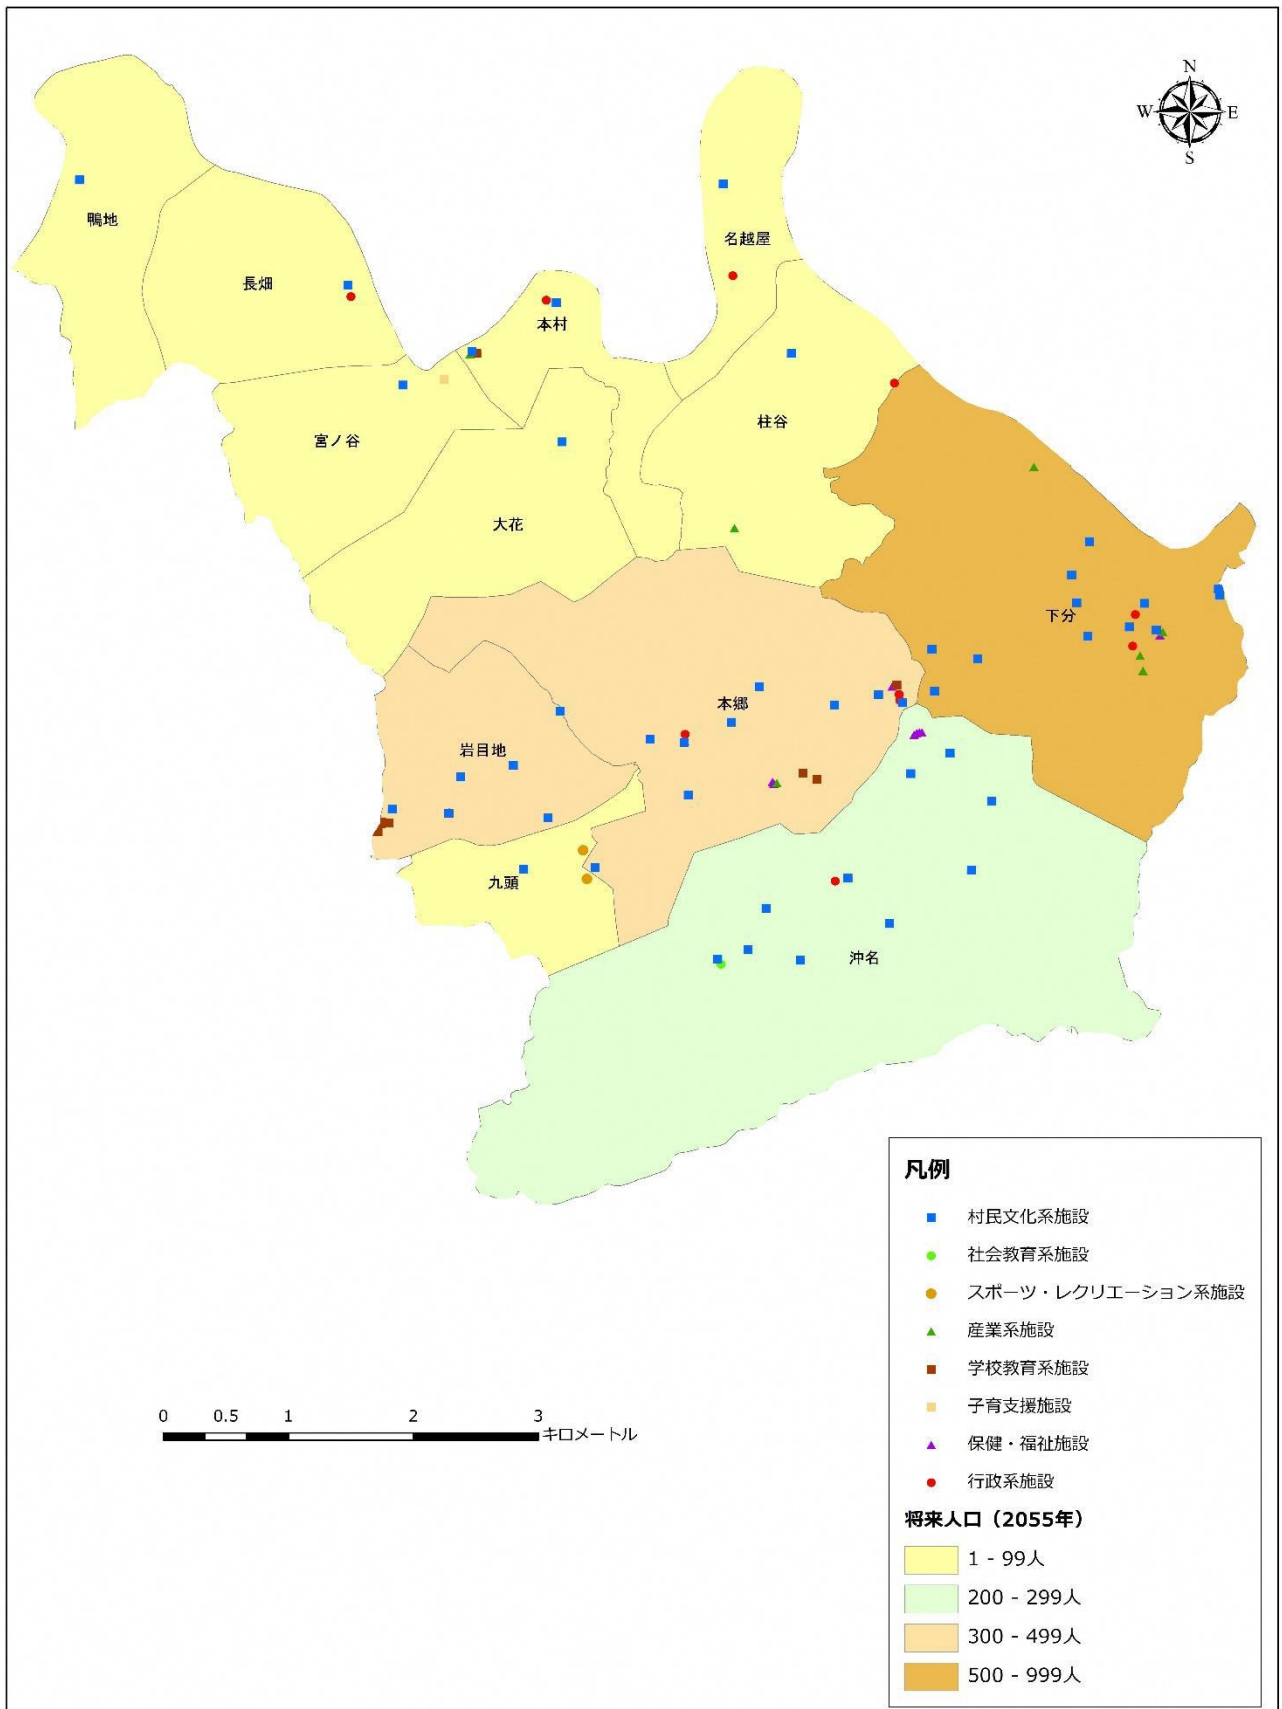 N
W
E
S
鴨地
名越屋
長畑
本村
柱谷
宮ノ谷
大花
下分
本郷
岩目地
九頭
沖名
凡例
村民文化系施設
社会教育系施設
スポーツ・レクリエーション系施設
産業系施設
学校教育系施設
子育支援施設
保健・福祉施設
行政系施設
将来人口（2055年）
1 - 99人
200 - 299人
300 - 499人
500 - 999人
0 0.5 1 2 3
キロメートル